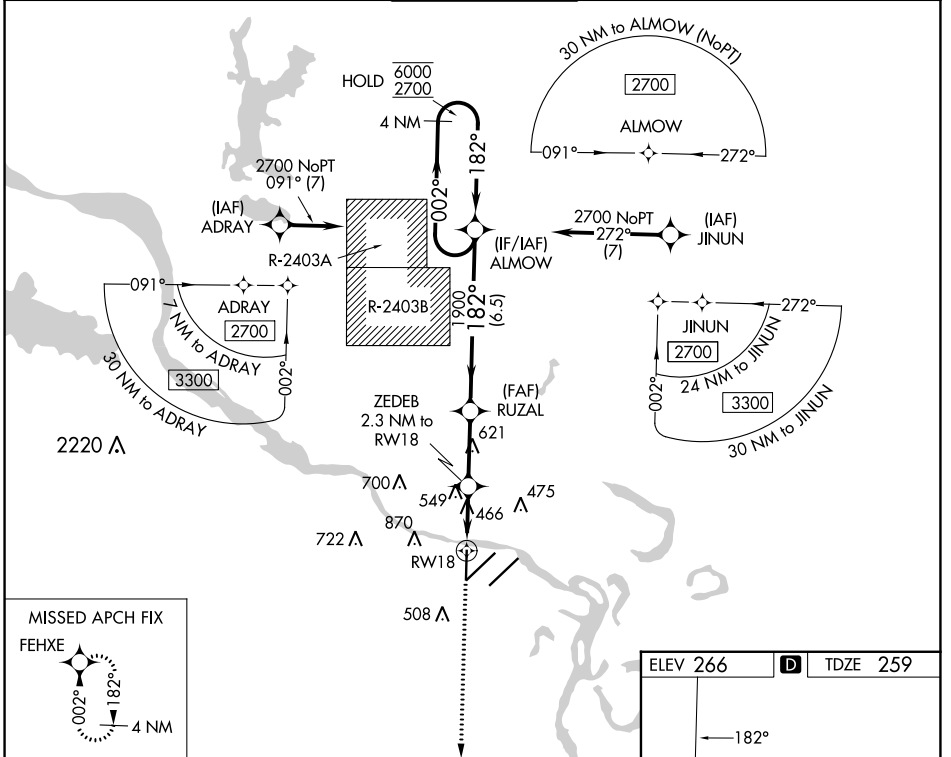 30 NM to ALMOW (NoPT)
2700
ALMOW
091°
272°
HOLD
6000
2700
4 NM
182°
002°
2700 NoPT
091° (7)
(IAF)
ADRAY
R-2403A
R-2403B
(IF/IAF)
ALMOW
2700 NoPT
272°
(7)
(IAF)
JINUN
1900
182°
(6.5)
091°
ADRAY
2700
7 NM to ADRAY
3300
30 NM to ADRAY
002°
272°
JINUN
2700
24 NM to JINUN
3300
30 NM to JINUN
002°
(FAF)
RUZAL
ZEDEB
2.3 NM to
RW18
621
2220
700
549
466
475
722
870
RW18
508
MISSED APCH FIX
FEHXE
002°
182°
4 NM
ELEV 266
D
TDZE 259
182°